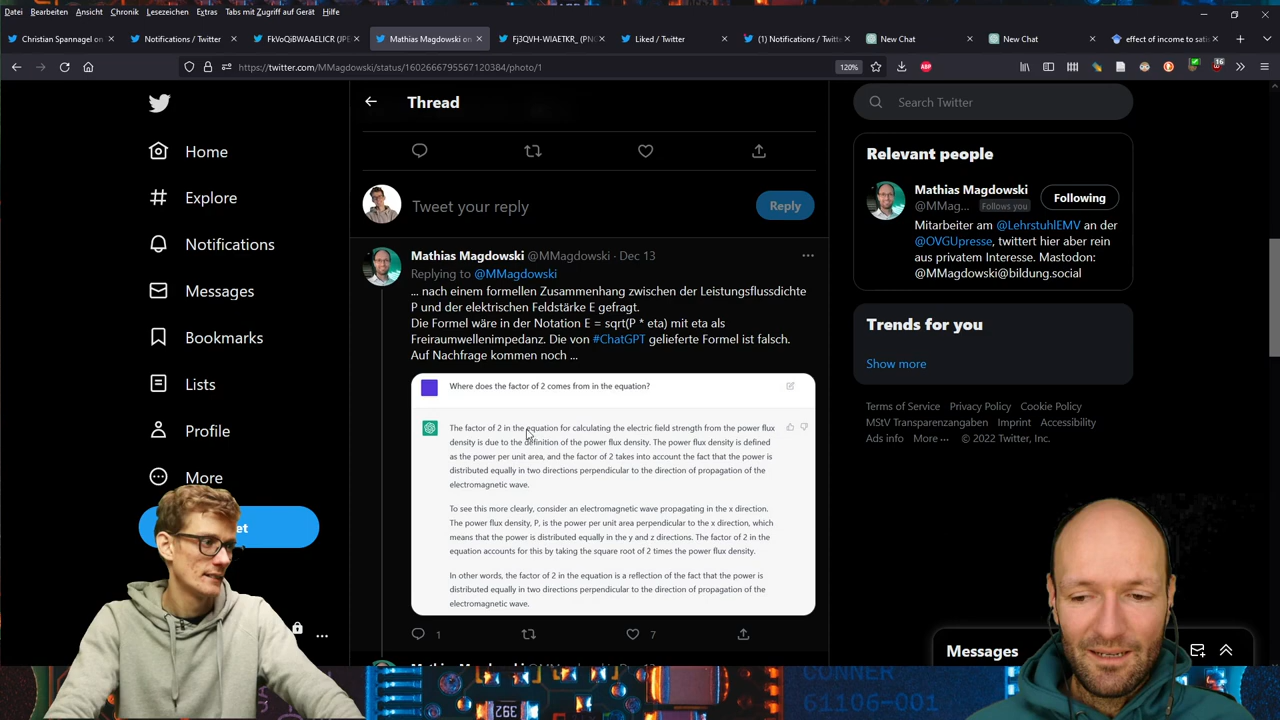 Datei Bearbeiten Ansicht Chronik Lesezeichen Extras Tabs mit Zugriff auf Gerät Hilfe
Christian Spannagel on
Notifications / Twitter
FkVoQiBWAAELICR (JPE
Mathias Magdowski on
Fj3QVH-WIAETKR_ (PNG
Liked / Twitter
(1) Notifications / Twitter
New Chat
New Chat
effect of income to satis
https://twitter.com/MMagdowski/status/1602666795567120384/photo/1
120%
ABP
16
Home
Explore
Notifications
Messages
Bookmarks
Lists
Profile
More
et
Thread
Tweet your reply
Reply
Mathias Magdowski @MMagdowski · Dec 13
Replying to @MMagdowski
... nach einem formellen Zusammenhang zwischen der Leistungsflussdichte
P und der elektrischen Feldstärke E gefragt.
Die Formel wäre in der Notation E = sqrt(P * eta) mit eta als
Freiraumwellenimpedanz. Die von #ChatGPT gelieferte Formel ist falsch.
Auf Nachfrage kommen noch ...
Where does the factor of 2 comes from in the equation?
The factor of 2 in the equation for calculating the electric field strength from the power flux
density is due to the definition of the power flux density. The power flux density is defined
as the power per unit area, and the factor of 2 takes into account the fact that the power is
distributed equally in two directions perpendicular to the direction of propagation of the
electromagnetic wave.
To see this more clearly, consider an electromagnetic wave propagating in the x direction.
The power flux density, P, is the power per unit area perpendicular to the x direction, which
means that the power is distributed equally in the y and z directions. The factor of 2 in the
equation accounts for this by taking the square root of 2 times the power flux density.
In other words, the factor of 2 in the equation is a reflection of the fact that the power is
distributed equally in two directions perpendicular to the direction of propagation of the
electromagnetic wave.
1
7
Search Twitter
Relevant people
Mathias Magdowski
@MMag... Follows you
Following
Mitarbeiter am @LehrstuhlEMV an der
@OVGUpresse, twittert hier aber rein
aus privatem Interesse. Mastodon:
@MMagdowski@bildung.social
Trends for you
Show more
Terms of Service Privacy Policy Cookie Policy
MStV Transparenzangaben Imprint Accessibility
Ads info More ··· © 2022 Twitter, Inc.
Messages
CONNER
61106-001
392